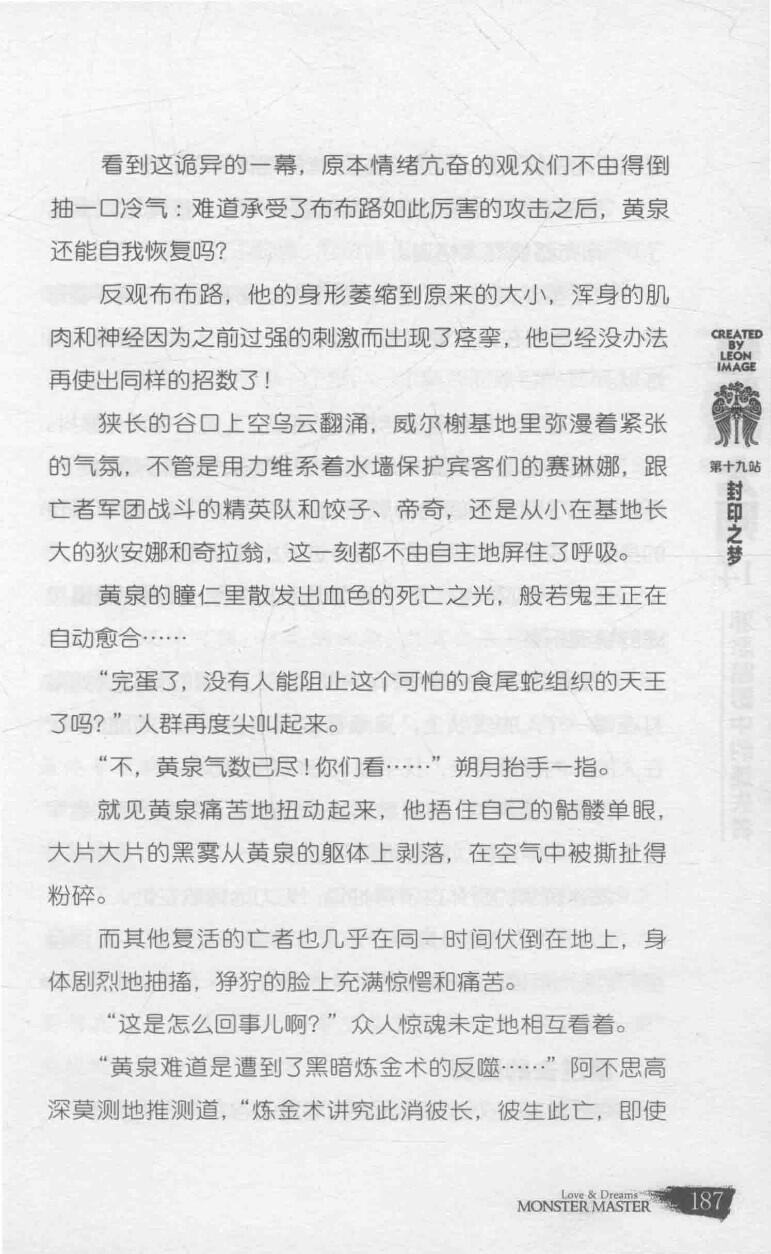 看到这诡异的一幕，原本情绪亢奋的观众们不由得倒
抽一口冷气：难道承受了布布路如此厉害的攻击之后，黄泉
还能自我恢复吗？
反观布布路，他的身形萎缩到原来的大小，浑身的肌
肉和神经因为之前过强的刺激而出现了痉挛，他已经没办法
再使出同样的招数了！
狭长的谷口上空乌云翻涌，威尔榭基地里弥漫着紧张
的气氛，不管是用力维系着水墙保护宾客们的赛琳娜，跟
亡者军团战斗的精英队和饺子、帝奇，还是从小在基地长
大的狄安娜和奇拉翁，这一刻都不由自主地屏住了呼吸。
黄泉的瞳仁里散发出血色的死亡之光，般若鬼王正在
自动愈合……
“完蛋了，没有人能阻止这个可怕的食尾蛇组织的天王
了吗？”人群再度尖叫起来。
“不，黄泉气数已尽！你们看……”朔月抬手一指。
就见黄泉痛苦地扭动起来，他捂住自己的骷髅单眼，
大片大片的黑雾从黄泉的躯体上剥落，在空气中被撕扯得
粉碎。
而其他复活的亡者也几乎在同一时间伏倒在地上，身
体剧烈地抽搐，狰狞的脸上充满惊愕和痛苦。
“这是怎么回事儿啊？”众人惊魂未定地相互看着。
“黄泉难道是遭到了黑暗炼金术的反噬……”阿不思高
深莫测地推测道，“炼金术讲究此消彼长，彼生此亡，即使
CREATED
BY
LEON
IMAGE
第十九站
封印之梦
Love & Dreams
MONSTER MASTER
187